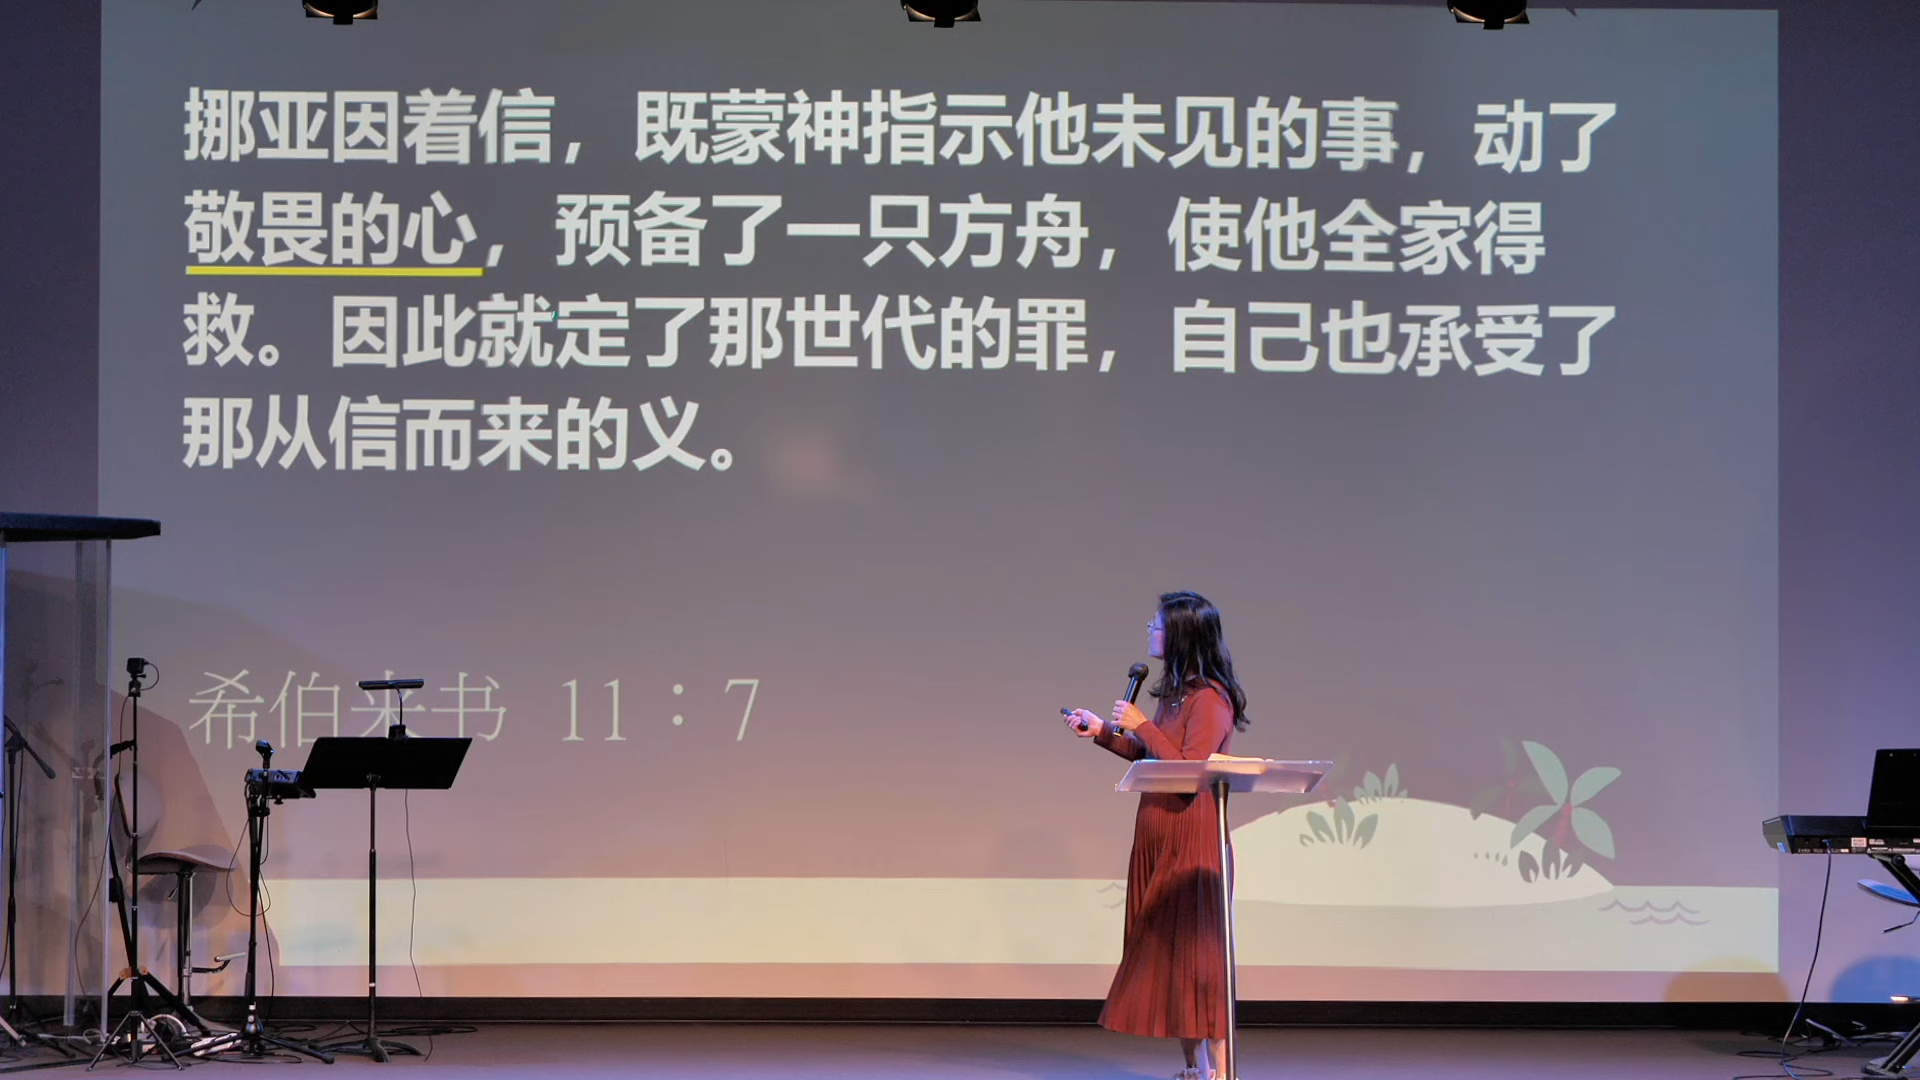 挪亚因着信，既蒙神指示他未见的事，动了
敬畏的心，预备了一只方舟，使他全家得
救。因此就定了那世代的罪，自己也承受了
那从信而来的义。
希伯来书 11：7